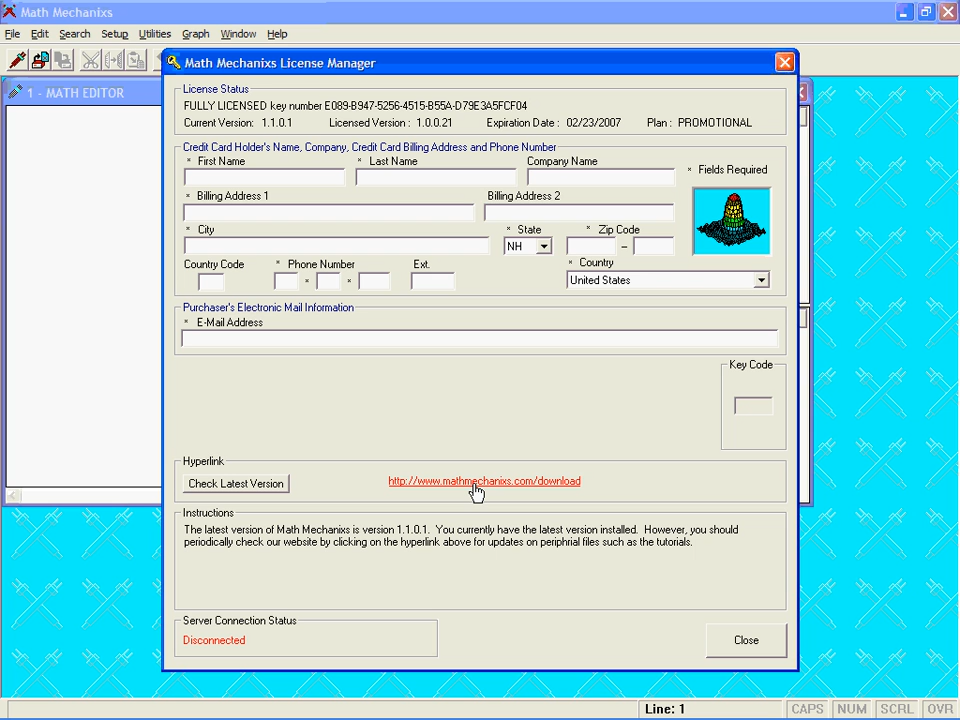 Math Mechanixs
File Edit Search Setup Utilities Graph Window Help
Math Mechanixs License Manager
1 - MATH EDITOR
License Status
FULLY LICENSED key number E089-B947-5256-4515-B55A-D79E3A5FCF04
Current Version: 1.1.0.1 Licensed Version : 1.0.0.21 Expiration Date : 02/23/2007 Plan : PROMOTIONAL
Credit Card Holder's Name, Company, Credit Card Billing Address and Phone Number
* First Name * Last Name Company Name
* Fields Required
* Billing Address 1 Billing Address 2
* City * State * Zip Code
NH –
Country Code * Phone Number Ext. * Country
* *
United States
Purchaser's Electronic Mail Information
* E-Mail Address
Key Code
Hyperlink
Check Latest Version http://www.mathmechanixs.com/download
Instructions
The latest version of Math Mechanixs is version 1.1.0.1. You currently have the latest version installed. However, you should
periodically check our website by clicking on the hyperlink above for updates on periphrial files such as the tutorials.
Server Connection Status
Disconnected
Close
Line: 1 CAPS NUM SCRL OVR